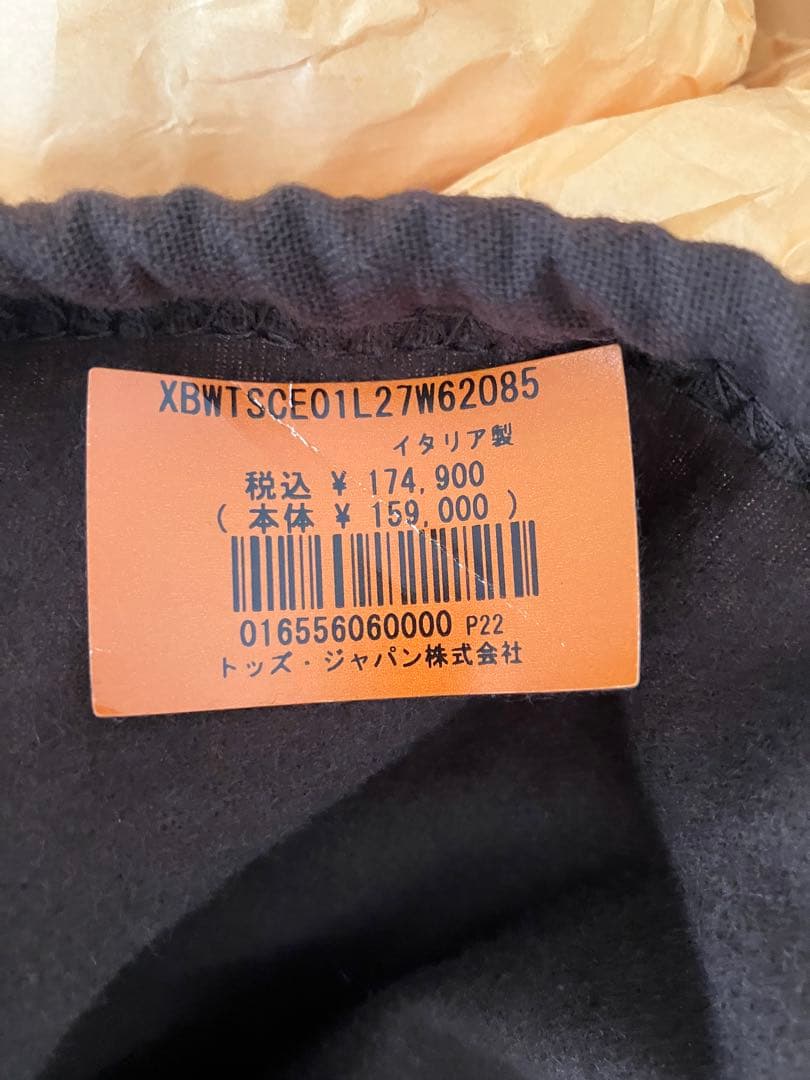 XBWTSCE01L27W62085
イタリア製
税込 ¥ 174,900
( 本体 ¥ 159,000 )
016556060000 P22
トッズ・ジャパン株式会社